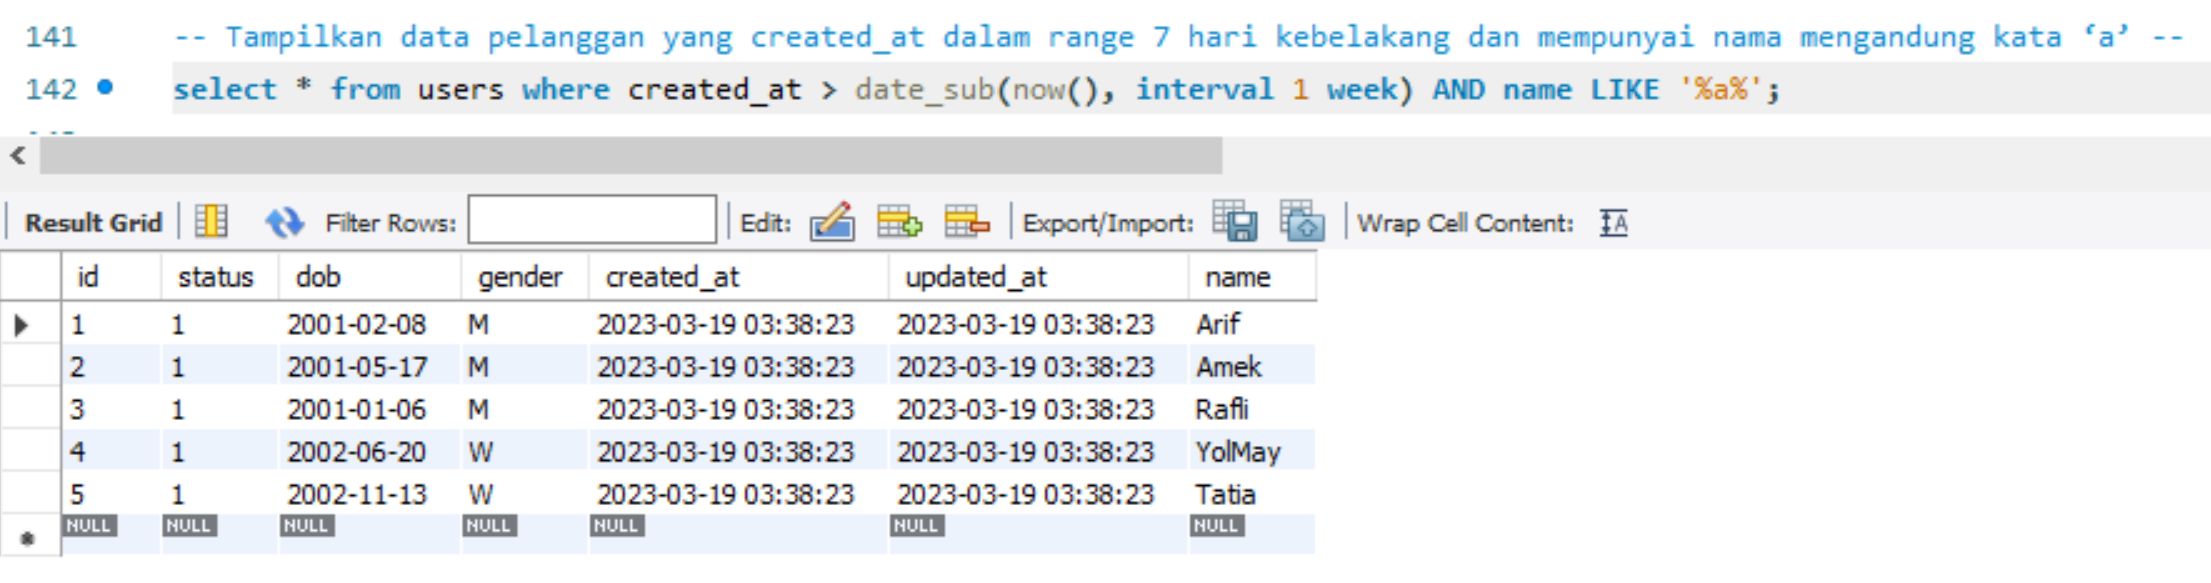 141 -- Tampilkan data pelanggan yang created_at dalam range 7 hari kebelakang dan mempunyai nama mengandung kata ‘a’ --
142 select * from users where created_at > date_sub(now(), interval 1 week) AND name LIKE '%a%';
Result Grid Filter Rows: Edit: Export/Import: Wrap Cell Content: IA
id status dob gender created_at updated_at name
1 1 2001-02-08 M 2023-03-19 03:38:23 2023-03-19 03:38:23 Arif
2 1 2001-05-17 M 2023-03-19 03:38:23 2023-03-19 03:38:23 Amek
3 1 2001-01-06 M 2023-03-19 03:38:23 2023-03-19 03:38:23 Rafli
4 1 2002-06-20 W 2023-03-19 03:38:23 2023-03-19 03:38:23 YolMay
5 1 2002-11-13 W 2023-03-19 03:38:23 2023-03-19 03:38:23 Tatia
NULL NULL NULL NULL NULL NULL NULL